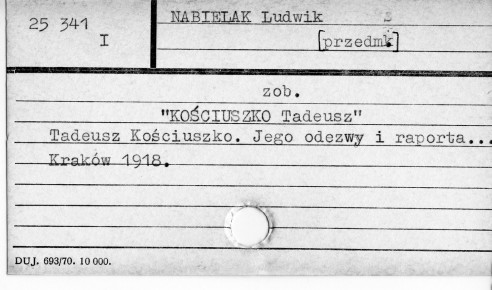 25 341
I
NABIELAK Ludwik
[przedmk]
zob.
"KOŚCIUSZKO Tadeusz"
Tadeusz Kościuszko. Jego odezwy i raporta...
Kraków 1918.
DUJ. 693/70. 10 000.